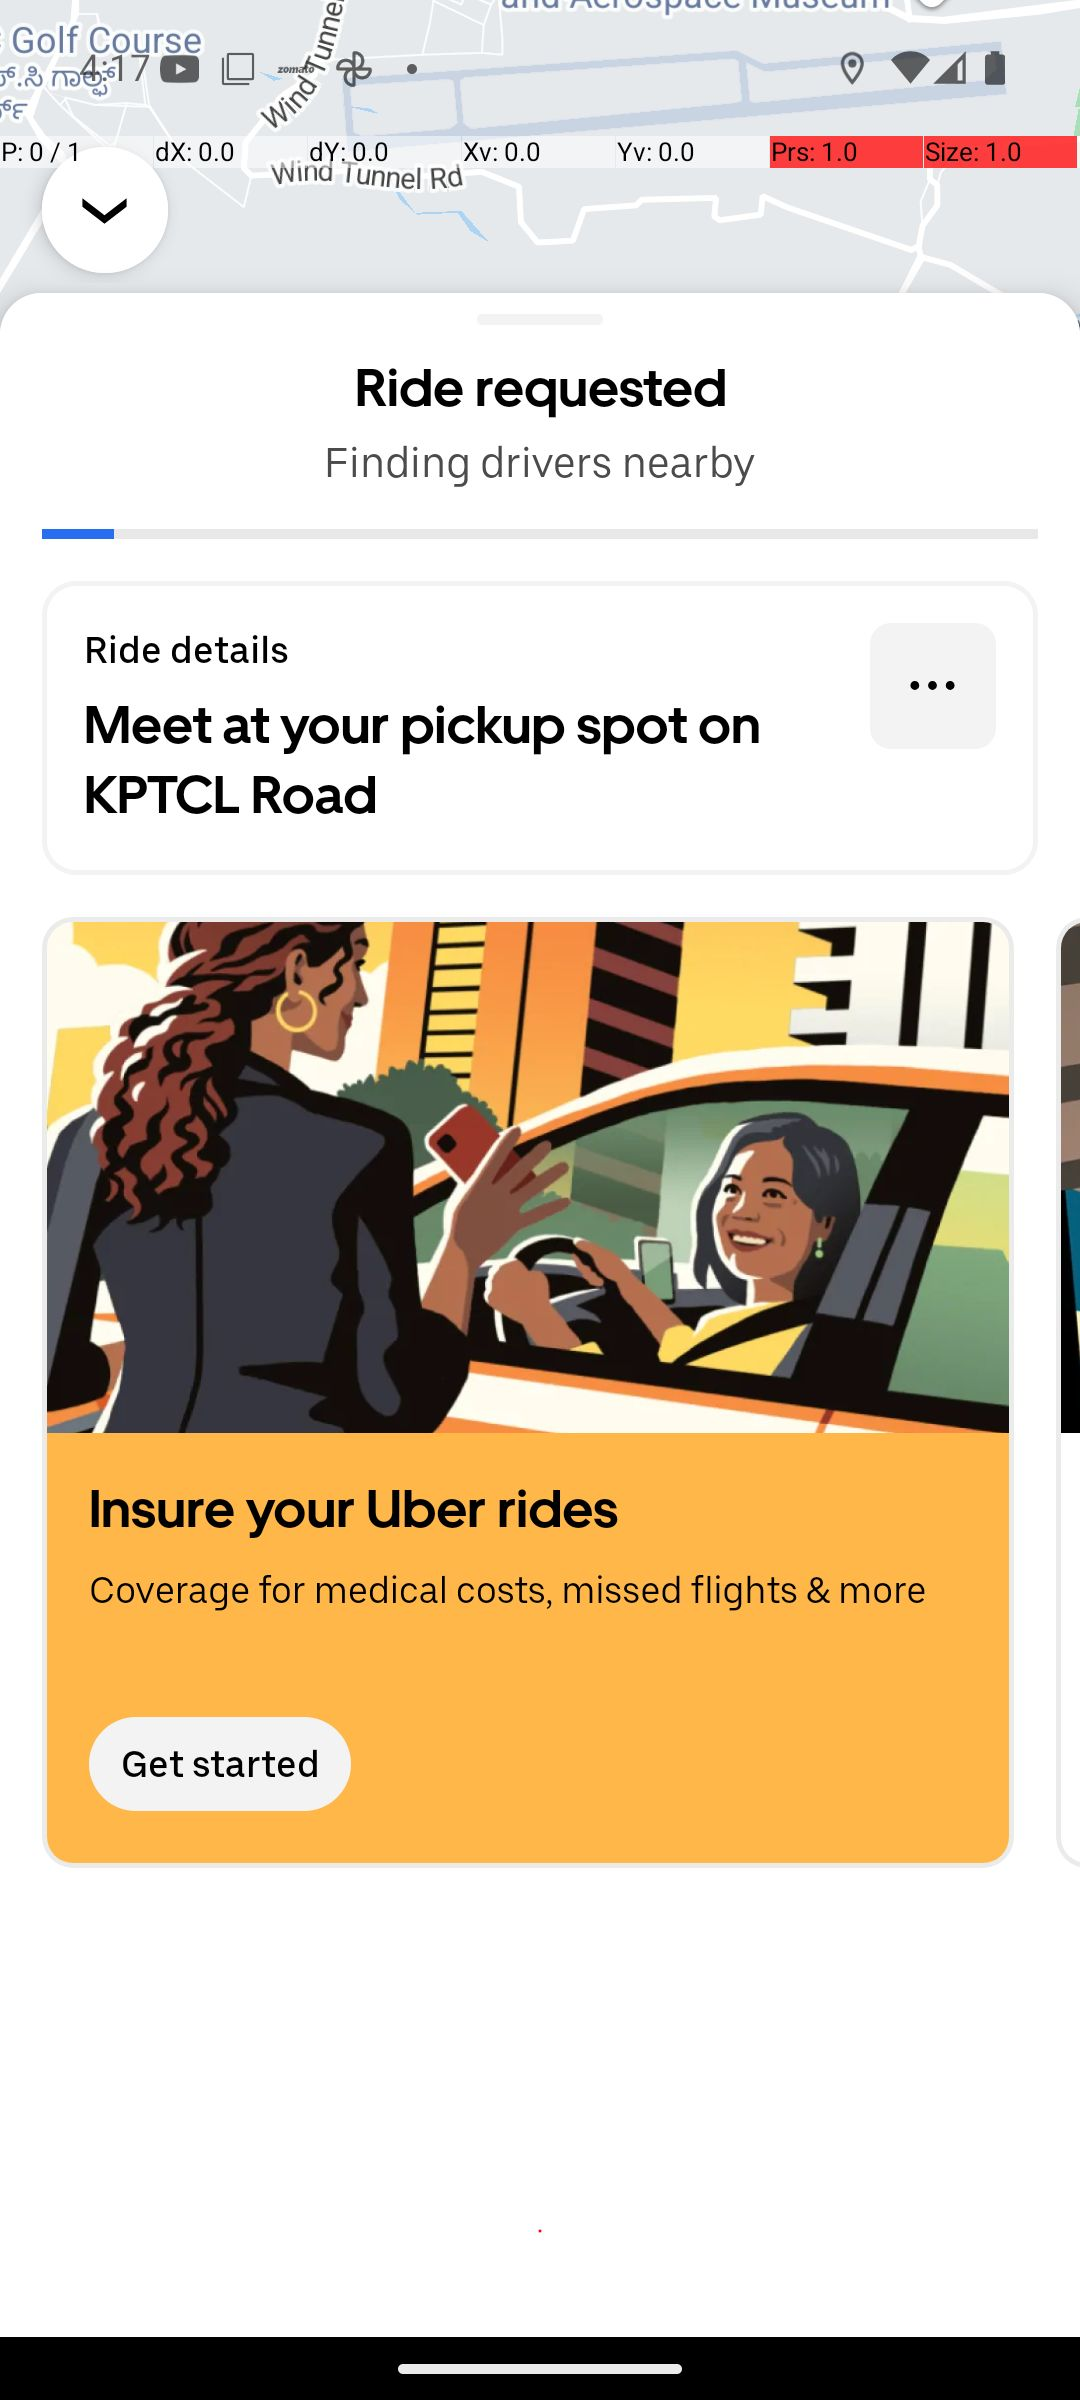 Golf Course
and Aerospace Museum
4:17
zomato
Wind Tunnel
P: 0 / 1
dX: 0.0
dY: 0.0
Xv: 0.0
Yv: 0.0
Prs: 1.0
Size: 1.0
Wind Tunnel Rd
Ride requested
Finding drivers nearby
Ride details
Meet at your pickup spot on
KPTCL Road
Insure your Uber rides
Coverage for medical costs, missed flights & more
Get started